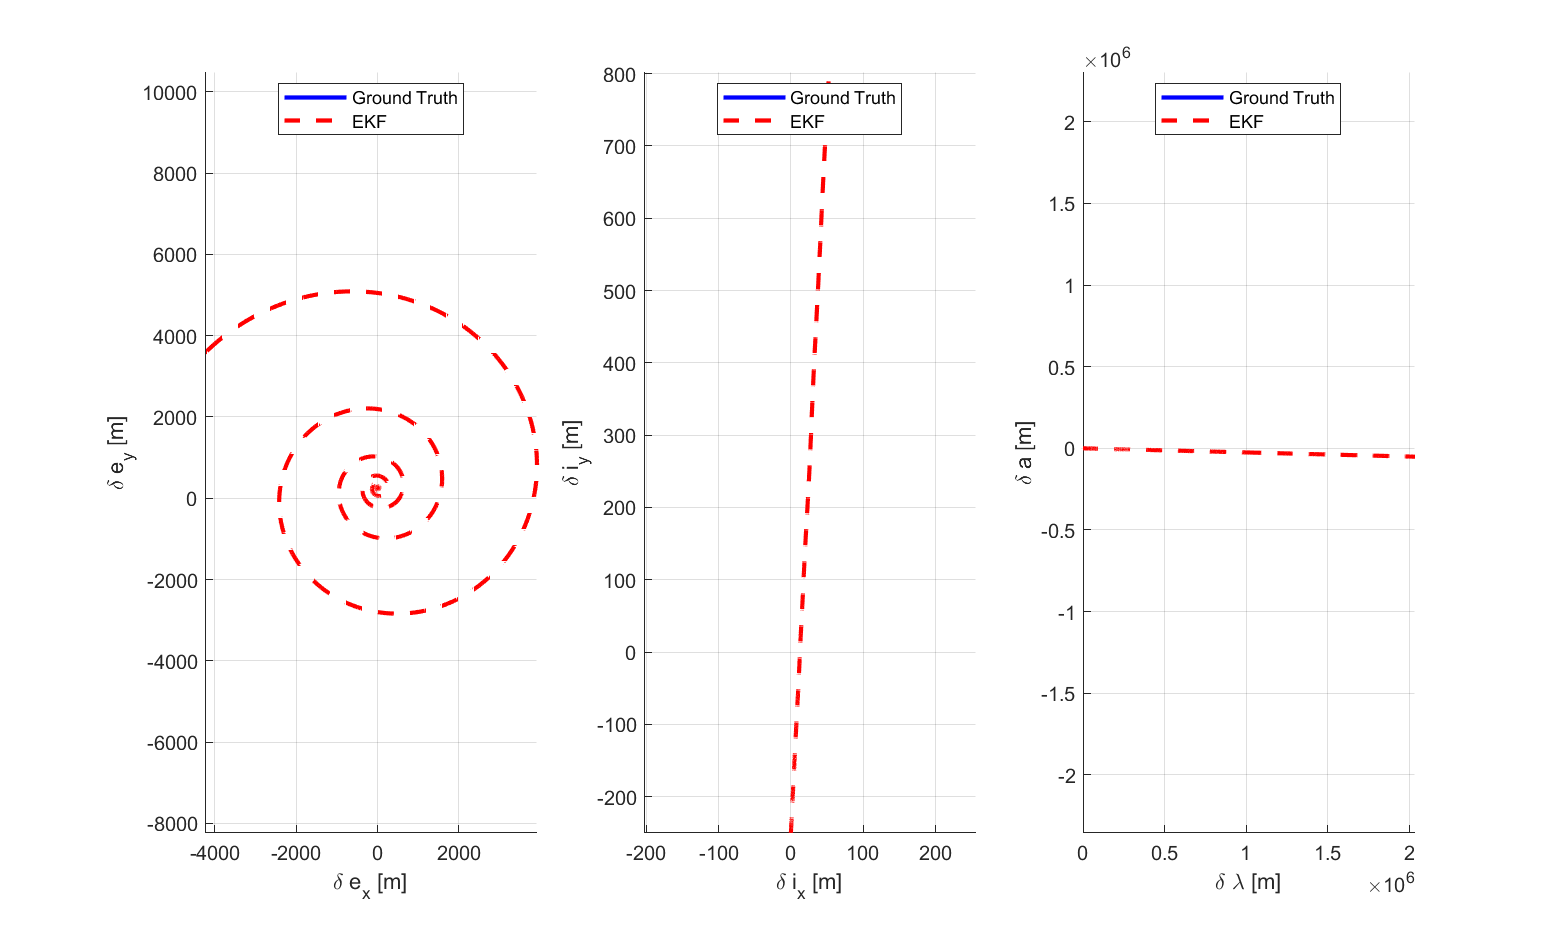 Ground Truth
EKF
10000
8000
6000
4000
2000
0
-2000
-4000
-6000
-8000
-4000 -2000 0 2000
δ e_x [m]
δ e_y [m]
Ground Truth
EKF
800
700
600
500
400
300
200
100
0
-100
-200
-200 -100 0 100 200
δ i_x [m]
δ i_y [m]
×10^6
Ground Truth
EKF
2
1.5
1
0.5
0
-0.5
-1
-1.5
-2
0 0.5 1 1.5 2
×10^6
δ λ [m]
δ a [m]